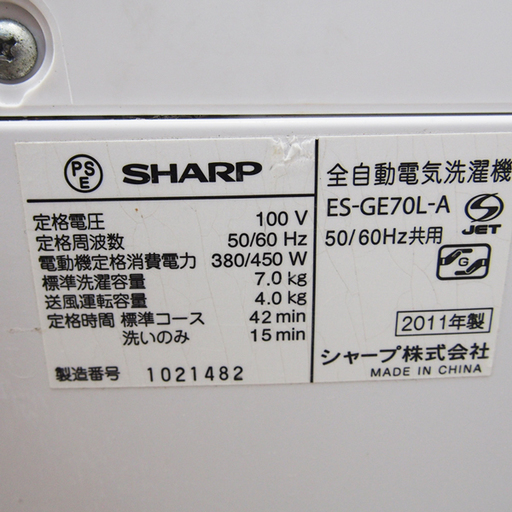 PSE SHARP
定格電圧 100 V
定格周波数 50/60 Hz
電動機定格消費電力 380/450 W
標準洗濯容量 7.0 kg
送風運転容量 4.0 kg
定格時間 標準コース 42 min
洗いのみ 15 min
製造番号 1021482
全自動電気洗濯機
ES-GE70L-A
S JET
50/60Hz共用
G
2011年製
シャープ株式会社
MADE IN CHINA